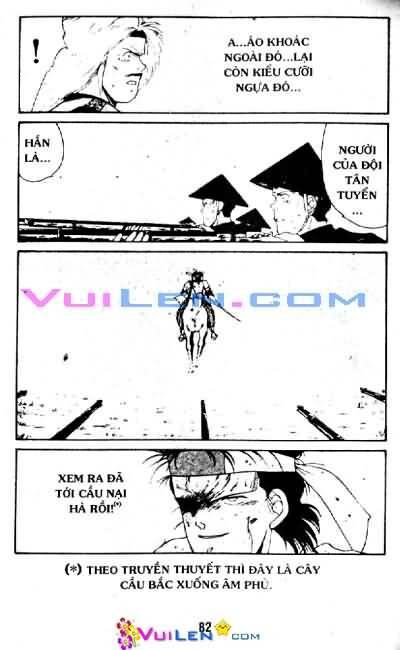 !
A...ÁO KHOÁC
NGOÀI ĐÓ...LẠI
CÒN KIỂU CƯỠI
NGỰA ĐÓ...
HẮN
LÀ...
NGƯỜI
CỦA ĐỘI
TÂN
TUYỂN
...
VUILEN.COM
XEM RA ĐÃ
TỚI CẦU NẠI
HÀ RỒI!(*)
(*) THEO TRUYỀN THUYẾT THÌ ĐÂY LÀ CÂY
CẦU BẮC XUỐNG ÂM PHỦ.
82
VUILEN.COM